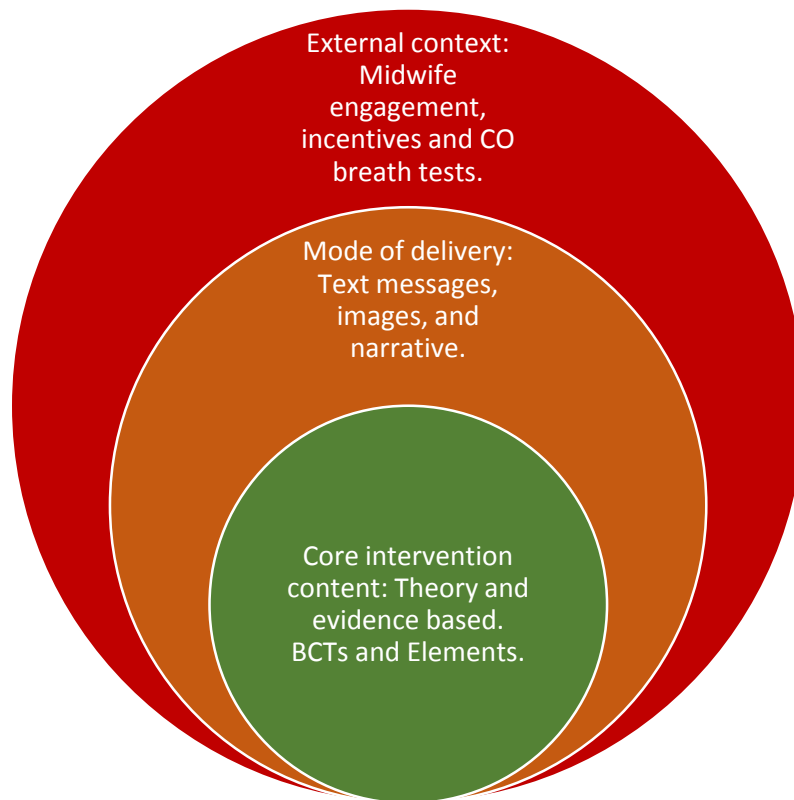 External context:
Midwife
engagement,
incentives and CO
breath tests.
Mode of delivery:
Text messages,
images, and
narrative.
Core intervention
content: Theory and
evidence based.
BCTs and Elements.